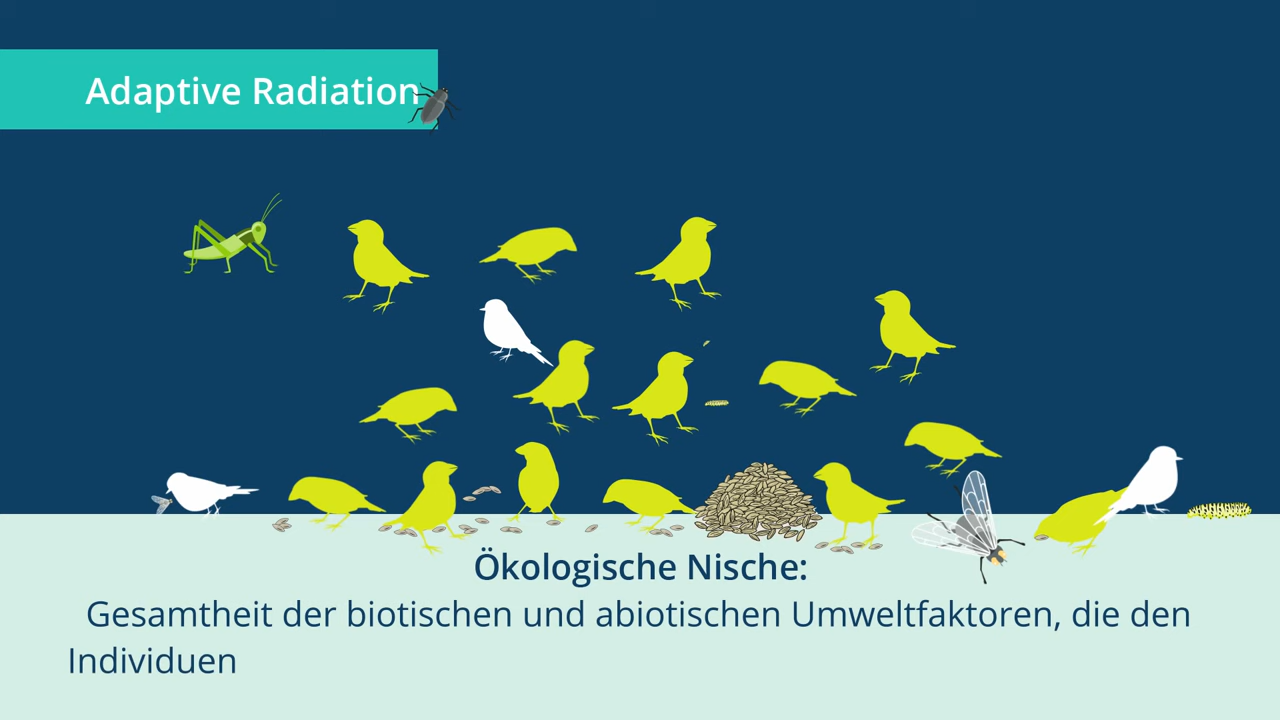 Adaptive Radiation
Ökologische Nische:
Gesamtheit der biotischen und abiotischen Umweltfaktoren, die den
Individuen